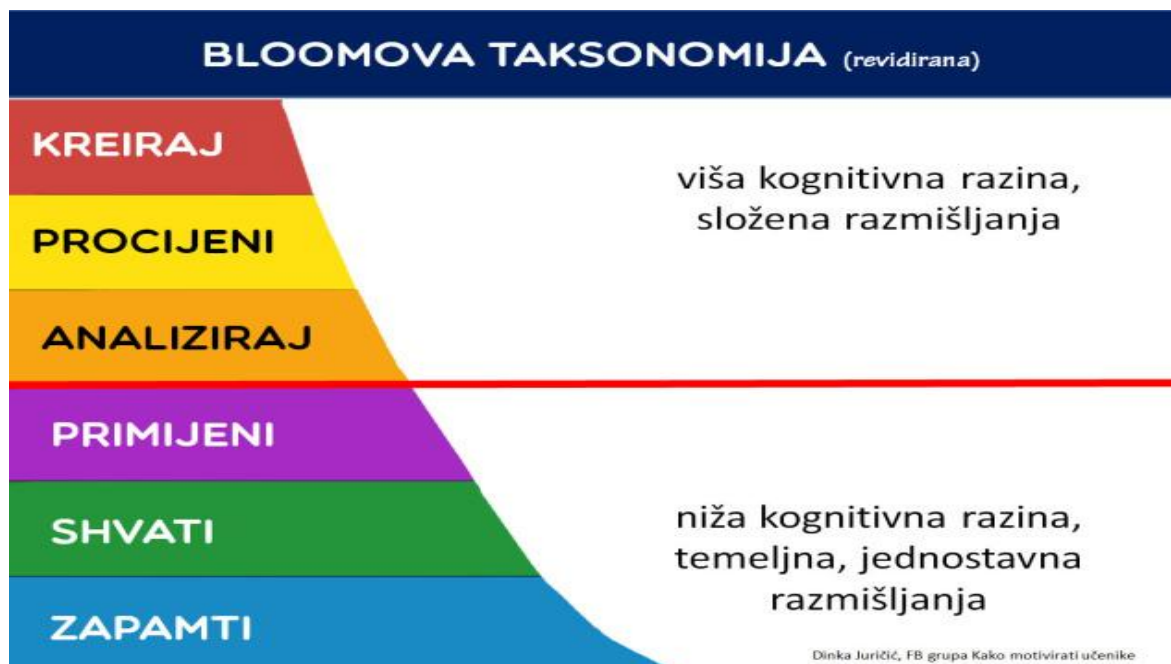 BLOOMOVA TAKSONOMIJA (revidirana)
KREIRAJ
PROCIJENI
ANALIZIRAJ
viša kognitivna razina,
složena razmišljanja
PRIMIJENI
SHVATI
ZAPAMTI
niža kognitivna razina,
temeljna, jednostavna
razmišljanja
Dinka Juričić, FB grupa Kako motivirati učenike